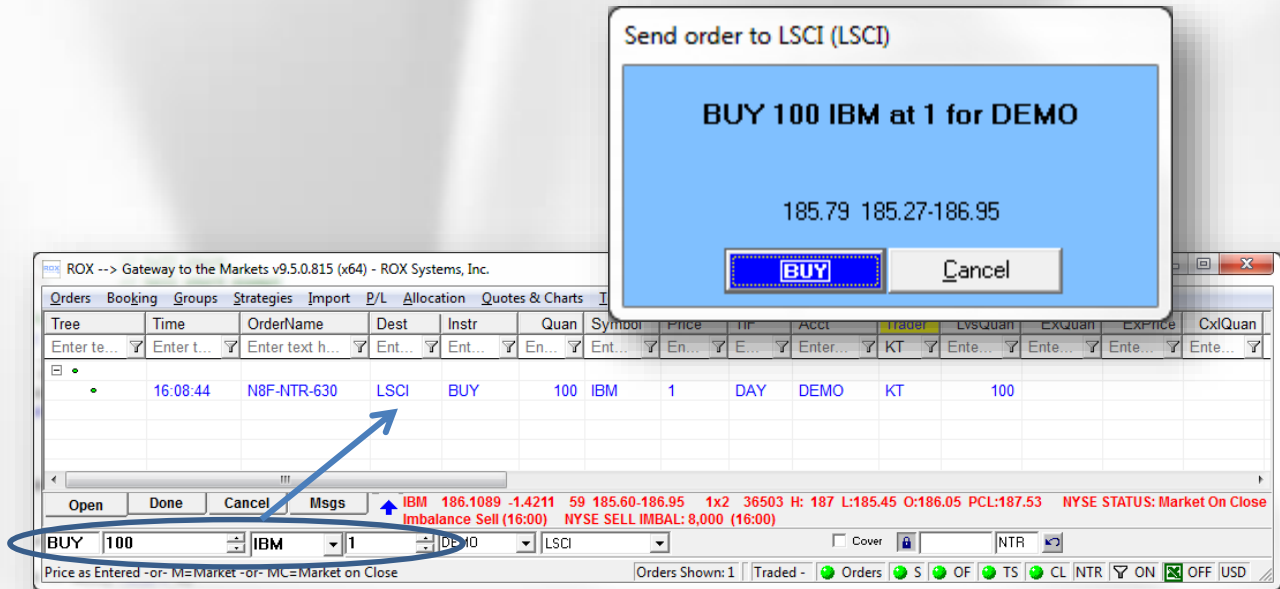 Send order to LSCI (LSCI)
BUY 100 IBM at 1 for DEMO
185.79 185.27-186.95
BUY Cancel
ROX --> Gateway to the Markets v9.5.0.815 (x64) - ROX Systems, Inc.
Orders Booking Groups Strategies Import P/L Allocation Quotes & Charts
Tree Time OrderName Dest Instr Quan Symbol Price TIF Acct Trader LvsQuan ExQuan ExPrice CxlQuan
Enter te... Enter t... Enter text h... Ent... Ent... En... Ent... En... E... Enter... KT Ente... Ente... Ente... Ente...
16:08:44 N8F-NTR-630 LSCI BUY 100 IBM 1 DAY DEMO KT 100
Open Done Cancel Msgs IBM 186.1089 -1.4211 59 185.60-186.95 1x2 36503 H: 187 L:185.45 O:186.05 PCL:187.53 NYSE STATUS: Market On Close
Imbalance Sell (16:00) NYSE SELL IMBAL: 8,000 (16:00)
BUY 100 IBM 1 DEMO LSCI Cover NTR
Price as Entered -or- M=Market -or- MC=Market on Close Orders Shown: 1 Traded - Orders S OF TS CL NTR ON OFF USD